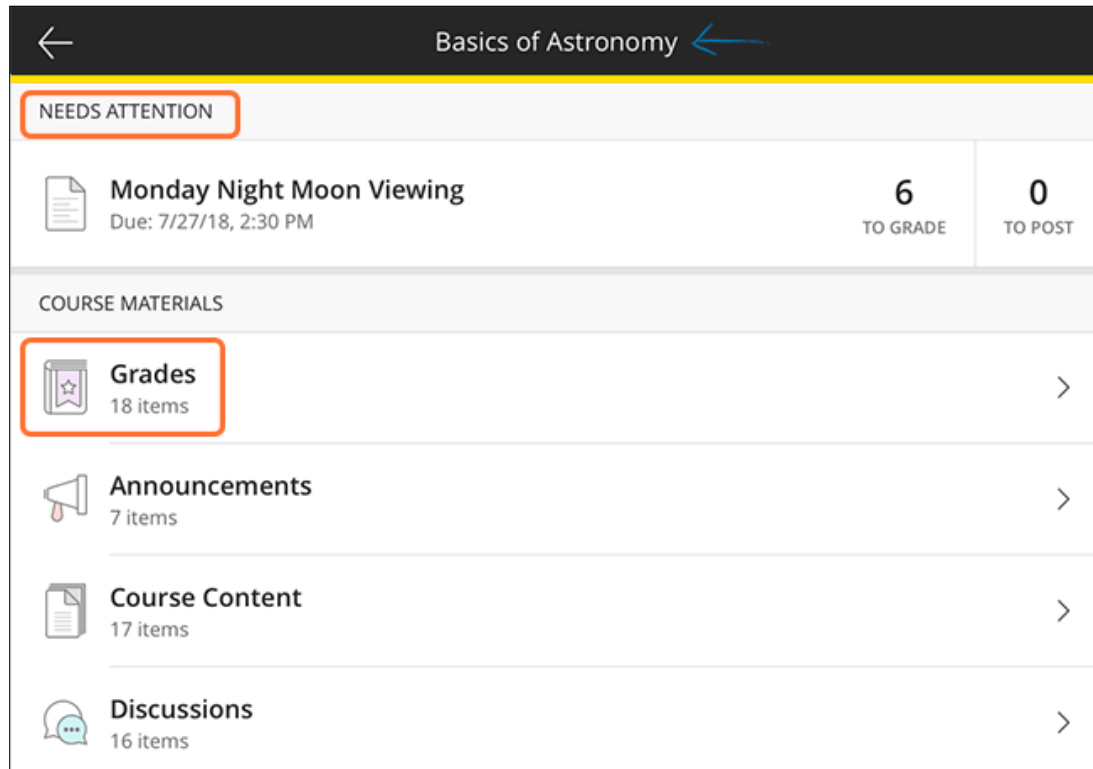 Basics of Astronomy
NEEDS ATTENTION
Monday Night Moon Viewing
Due: 7/27/18, 2:30 PM
6
TO GRADE
0
TO POST
COURSE MATERIALS
Grades
18 items
Announcements
7 items
Course Content
17 items
Discussions
16 items